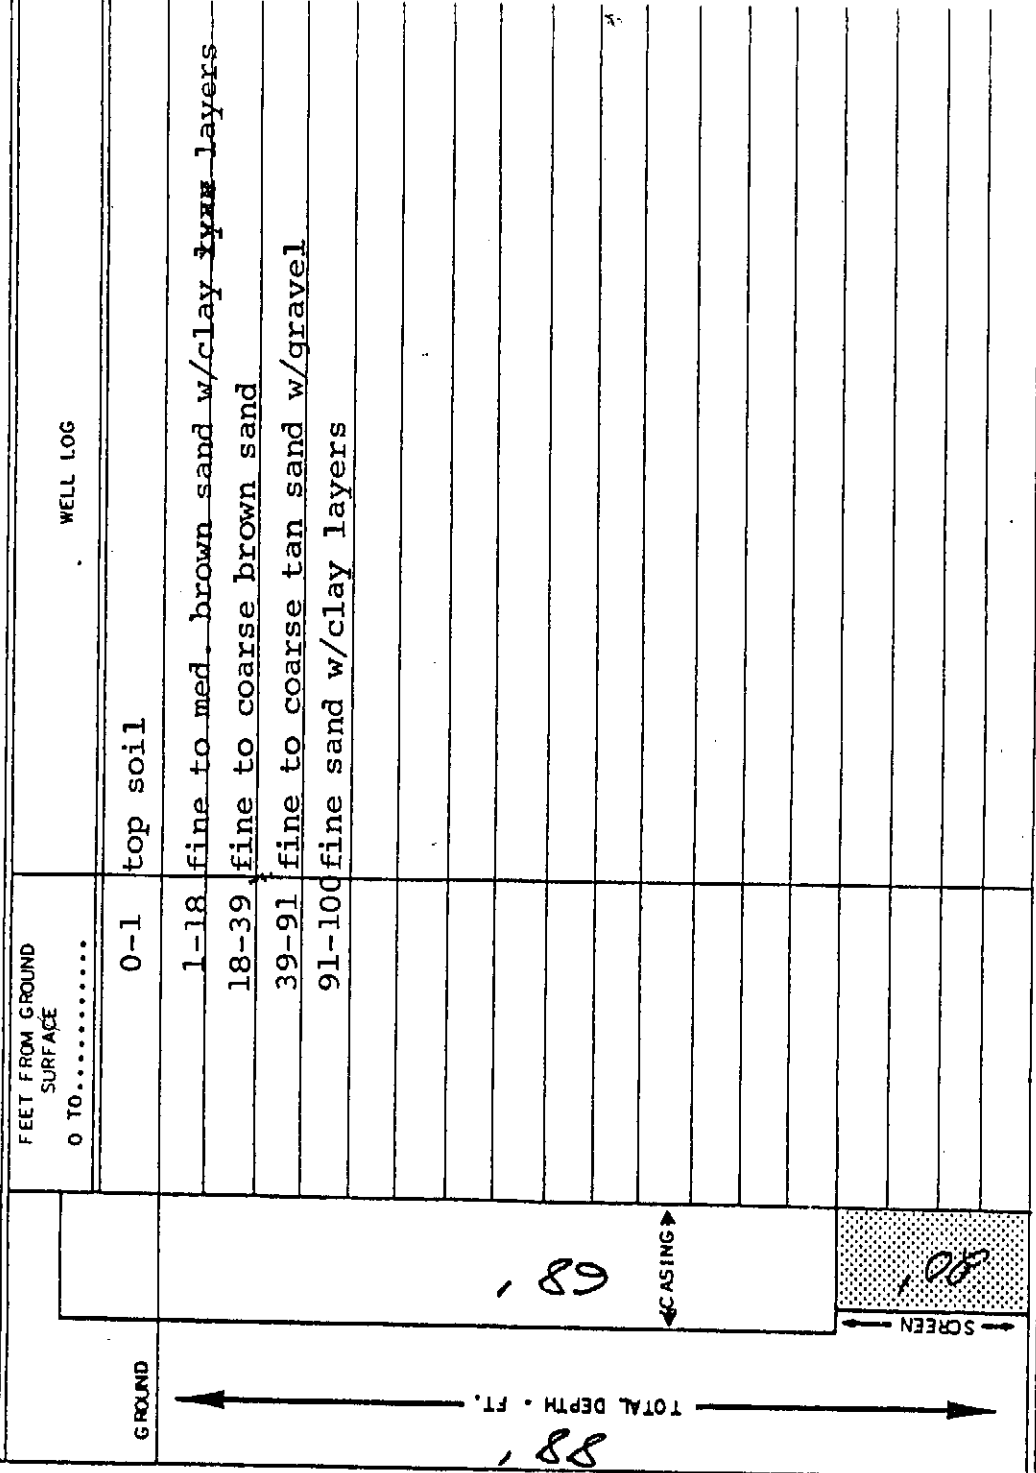 FEET FROM GROUND
SURFACE
0 TO............
WELL LOG
0-1 top soil
1-18 fine to med. brown sand w/clay layers
18-39 fine to coarse brown sand
39-91 fine to coarse tan sand w/gravel
91-100 fine sand w/clay layers
GROUND
TOTAL DEPTH - FT.
88'
68'
CASING
SCREEN
20'